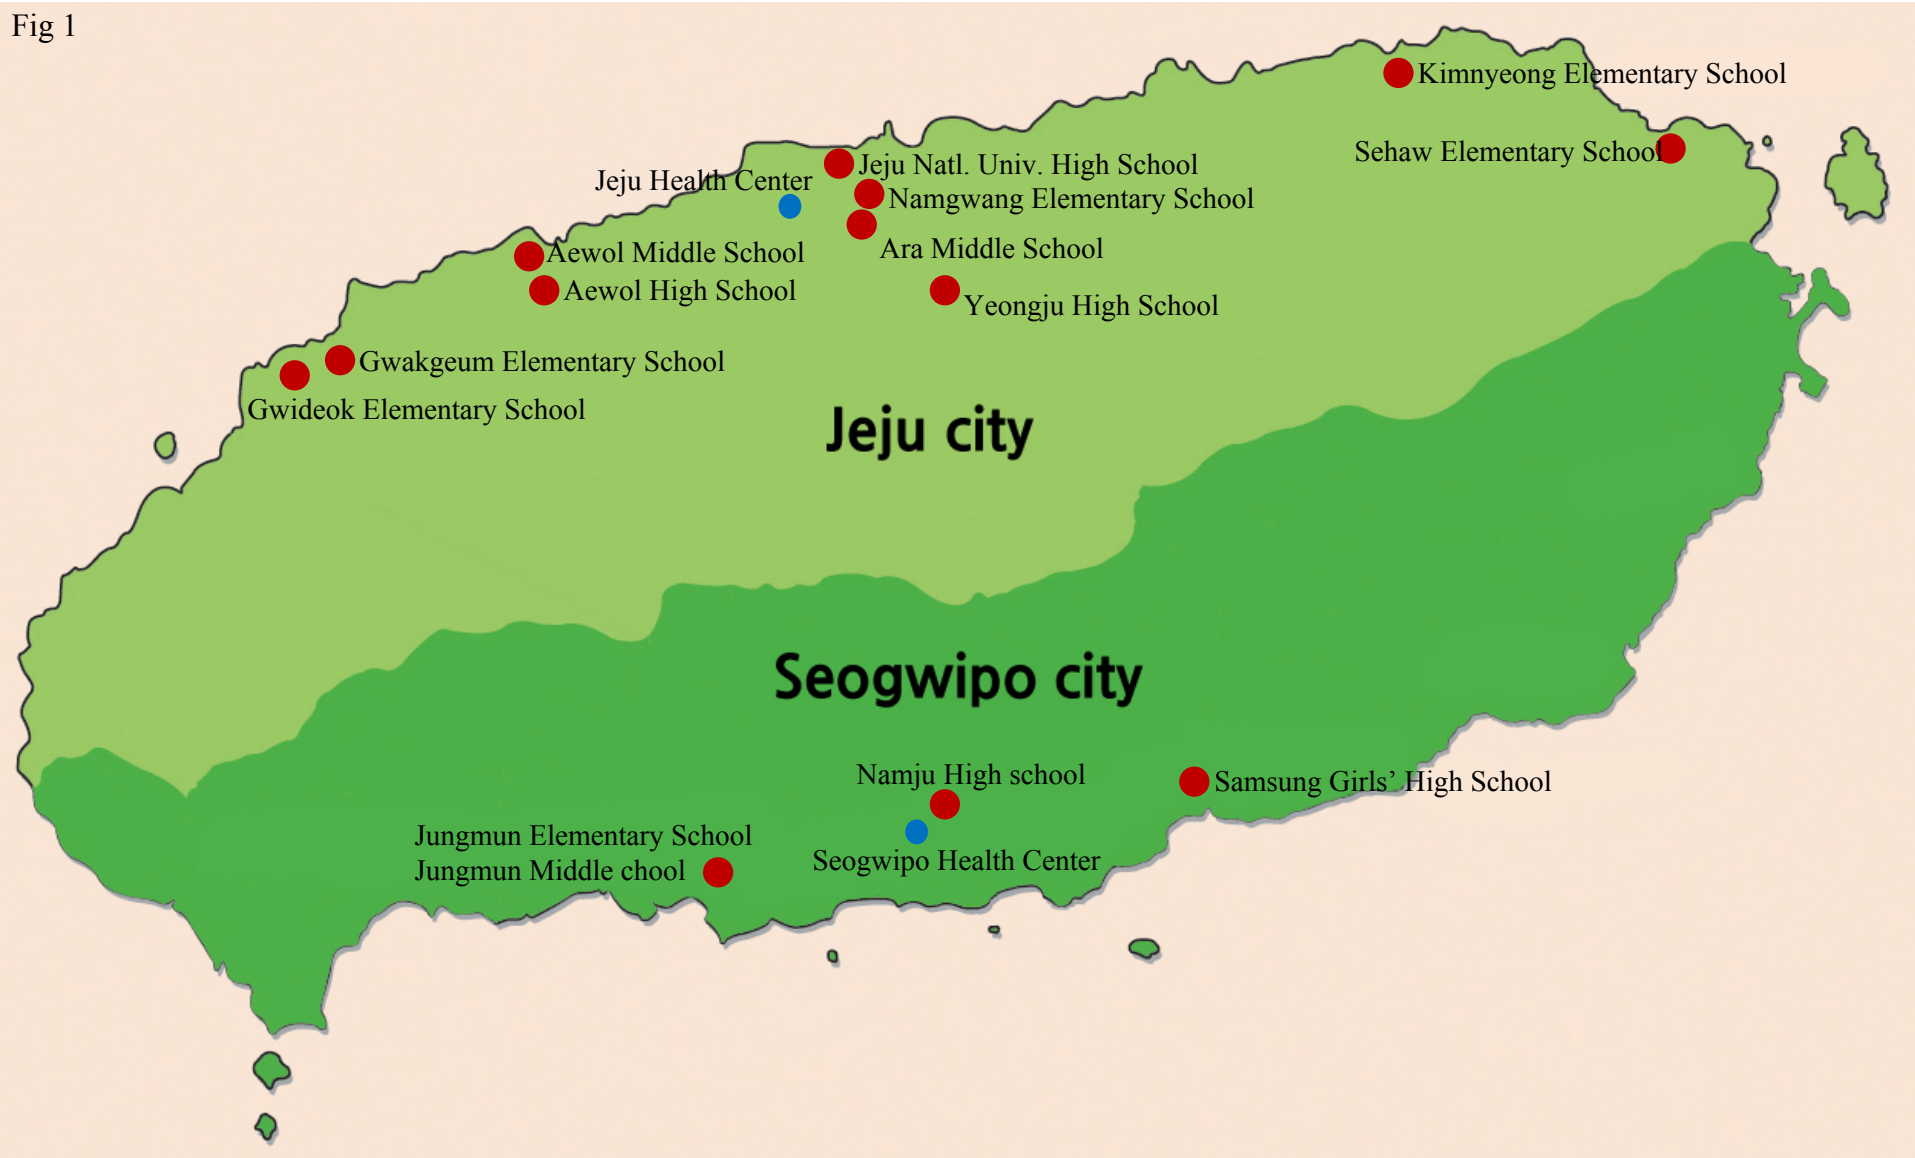 Fig 1
Kimnyeong Elementary School
Sehaw Elementary School
Jeju Natl. Univ. High School
Jeju Health Center
Namgwang Elementary School
Ara Middle School
Aewol Middle School
Aewol High School
Yeongju High School
Gwakgeum Elementary School
Gwideok Elementary School
Jeju city
Seogwipo city
Namju High school
Samsung Girls’ High School
Jungmun Elementary School
Jungmun Middle chool
Seogwipo Health Center